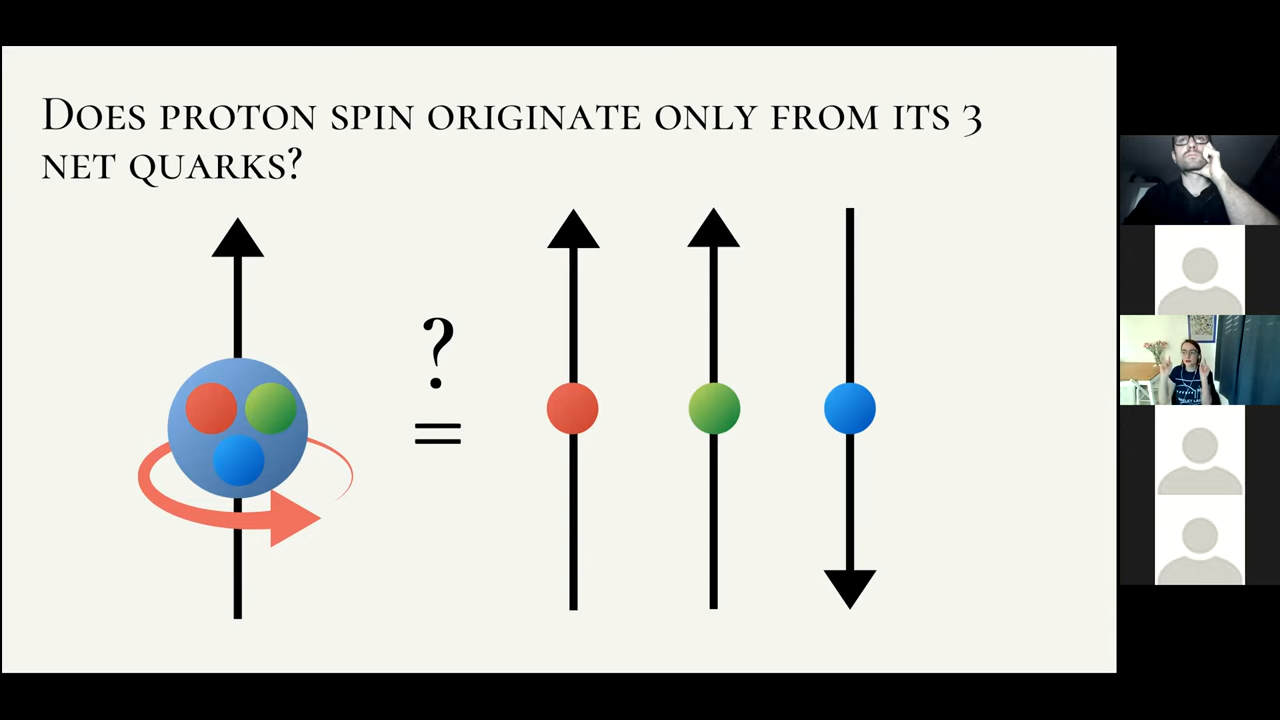 Does proton spin originate only from its 3
net quarks?
?
=